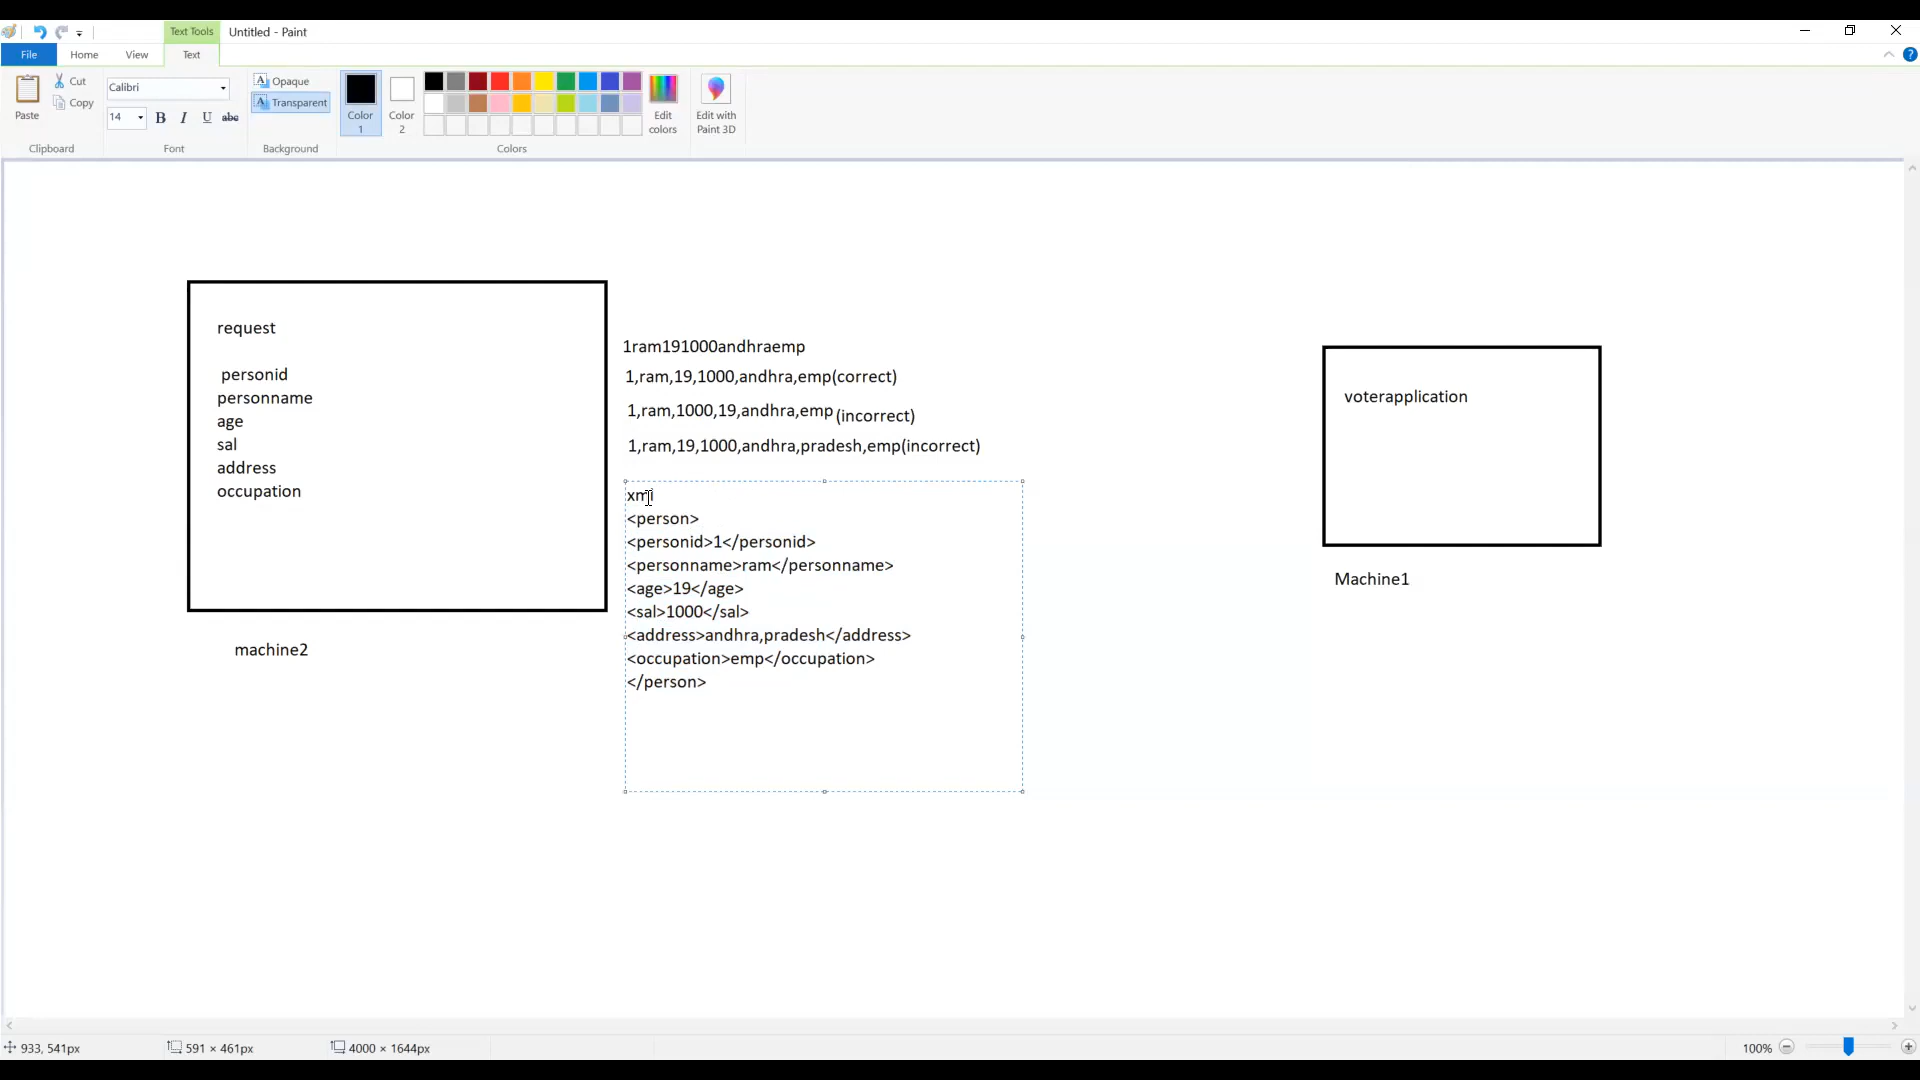 Text Tools
Untitled - Paint
File
Home
View
Text
Paste
Cut
Copy
Clipboard
Calibri
14
B
I
U
abc
Font
A Opaque
A Transparent
Background
Color
1
Color
2
Edit
colors
Edit with
Paint 3D
Colors
request
personid
personname
age
sal
address
occupation
machine2
1ram191000andhraemp
1,ram,19,1000,andhra,emp(correct)
1,ram,1000,19,andhra,emp (incorrect)
1,ram,19,1000,andhra,pradesh,emp(incorrect)
<person>
<personid>1</personid>
<personname>ram</personname>
<age>19</age>
<sal>1000</sal>
<address>andhra,pradesh</address>
<occupation>emp</occupation>
</person>
voterapplication
Machine1
933, 541px
591 × 461px
4000 × 1644px
100%